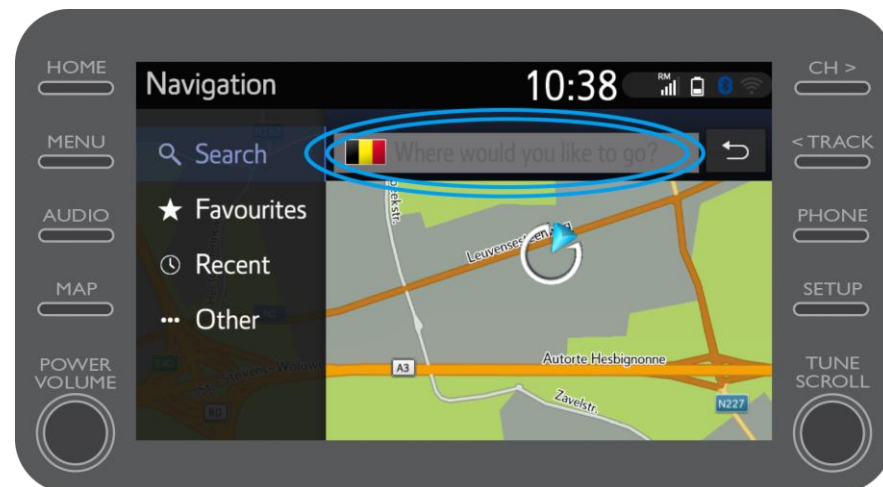 HOME
MENU
AUDIO
MAP
POWER
VOLUME
Navigation
10:38
RM
Search
Favourites
Recent
Other
Where would you like to go?
Leuvensesteenweg
A3
Autorte Hesbignonne
Zavelstr.
N227
CH >
< TRACK
PHONE
SETUP
TUNE
SCROLL